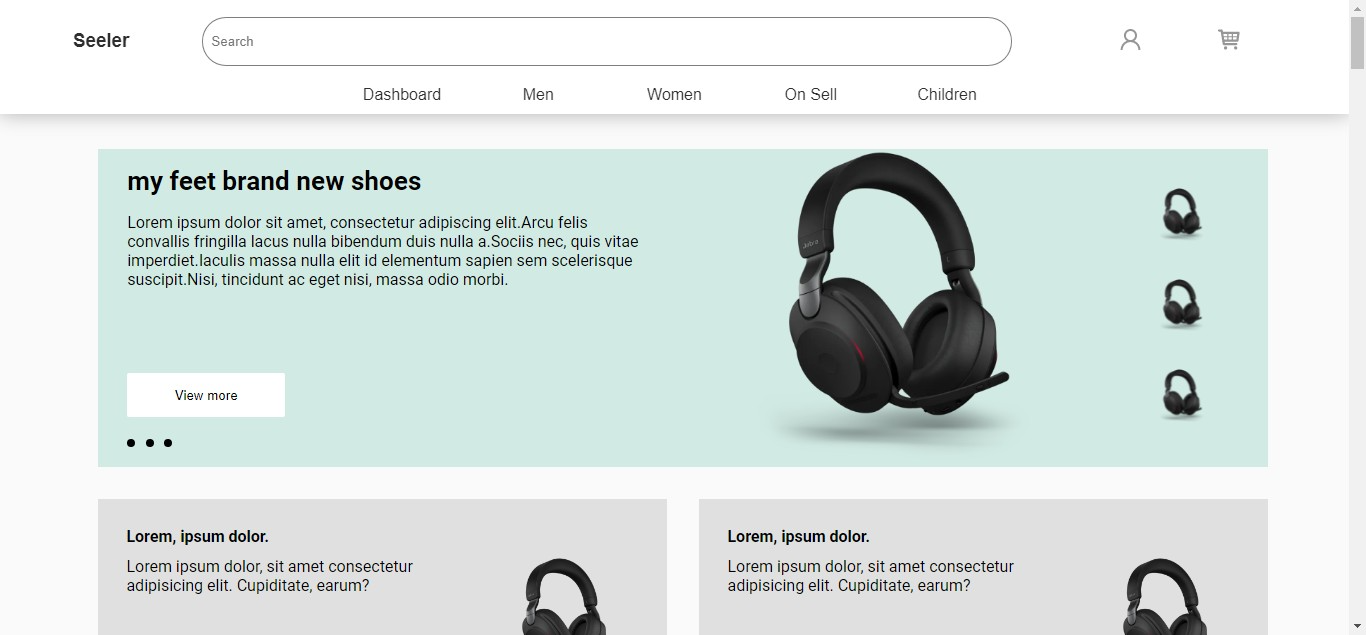 Seeler
Search
Dashboard Men Women On Sell Children
my feet brand new shoes
Lorem ipsum dolor sit amet, consectetur adipiscing elit.Arcu felis
convallis fringilla lacus nulla bibendum duis nulla a.Sociis nec, quis vitae
imperdiet.Iaculis massa nulla elit id elementum sapien sem scelerisque
suscipit.Nisi, tincidunt ac eget nisi, massa odio morbi.
Jabra
View more
Lorem, ipsum dolor.
Lorem ipsum dolor, sit amet consectetur
adipisicing elit. Cupiditate, earum?
Lorem, ipsum dolor.
Lorem ipsum dolor, sit amet consectetur
adipisicing elit. Cupiditate, earum?